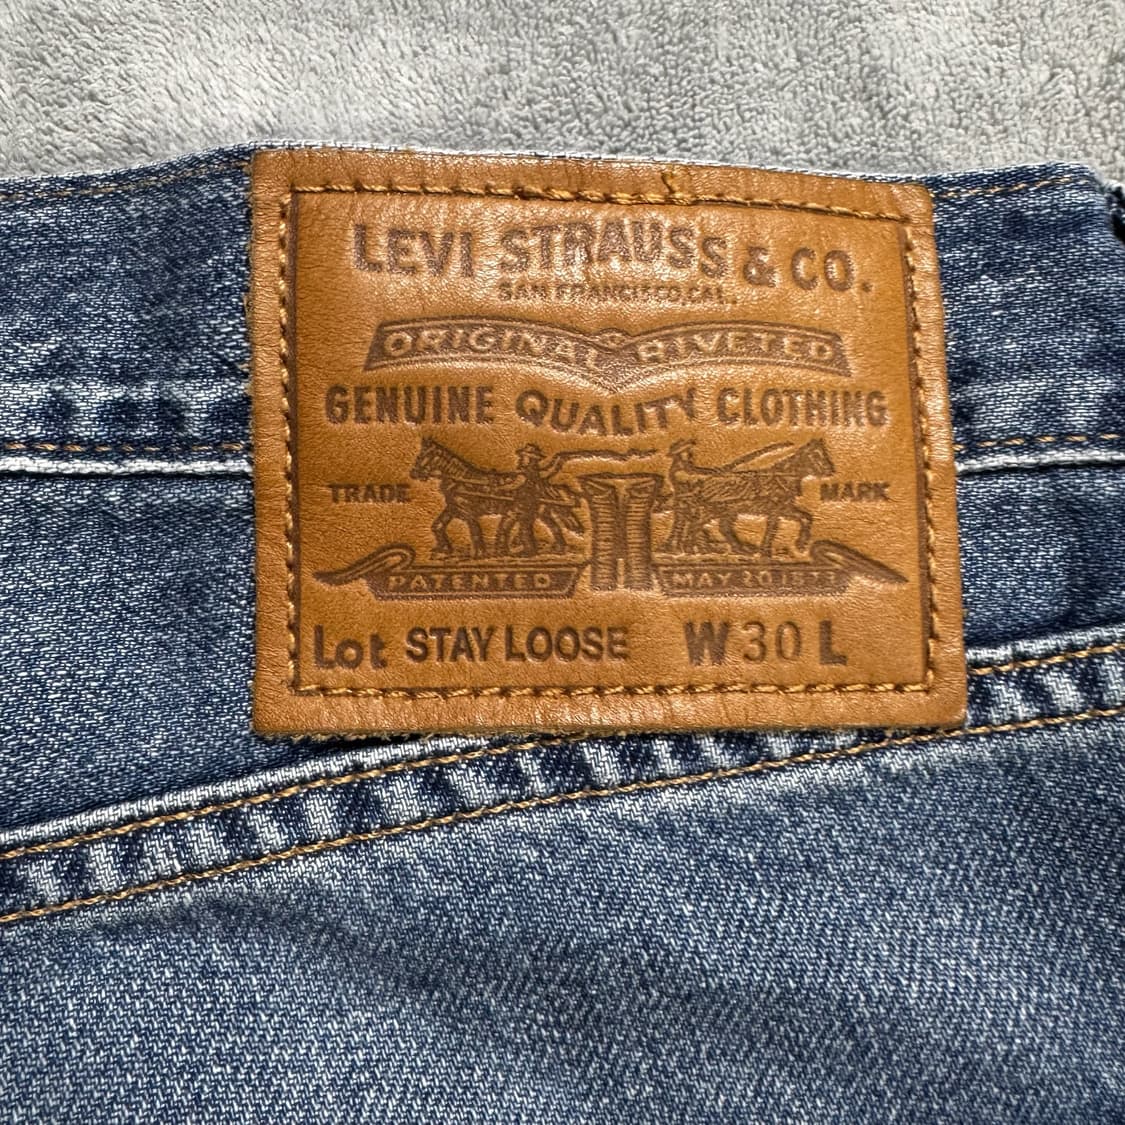 LEVI STRAUSS & CO.
SAN FRANCISCO, CAL.
ORIGINAL RIVETED
GENUINE QUALITY CLOTHING
TRADE MARK
PATENTED MAY 20 1873
Lot STAY LOOSE W 30 L